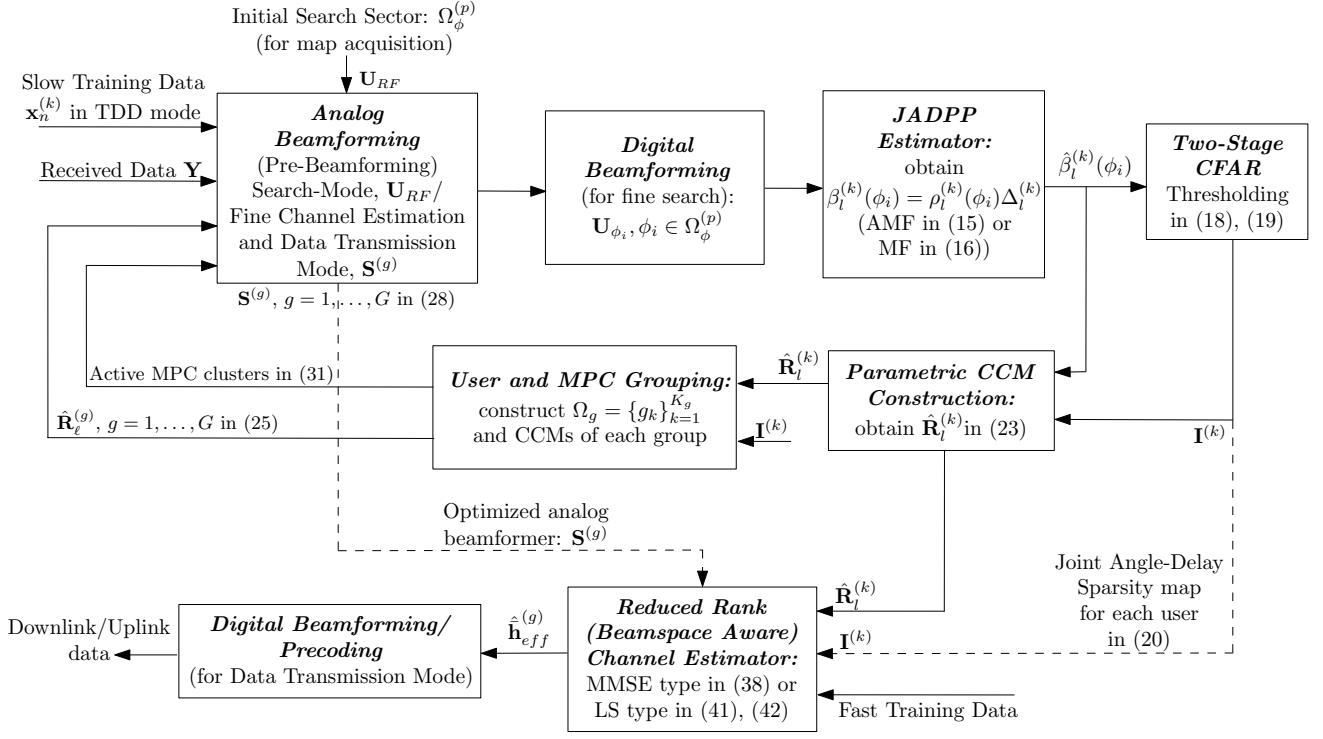 Initial Search Sector: Ω_ϕ^(p)
(for map acquisition)
U_RF
Slow Training Data
x_n^(k) in TDD mode
Received Data Y
Analog
Beamforming
(Pre-Beamforming)
Search-Mode, U_RF/
Fine Channel Estimation
and Data Transmission
Mode, S^(g)
S^(g), g = 1, . . . , G in (28)
Digital
Beamforming
(for fine search):
U_ϕ_i, ϕ_i ∈ Ω_ϕ^(p)
JADPP
Estimator:
obtain
β_l^(k)(ϕ_i) = ρ_l^(k)(ϕ_i)Δ_l^(k)
(AMF in (15) or
MF in (16))
β̂_l^(k)(ϕ_i)
Two-Stage
CFAR
Thresholding
in (18), (19)
Active MPC clusters in (31)
R̂_ℓ^(g), g = 1, . . . , G in (25)
User and MPC Grouping:
construct Ω_g = {g_k}_{k=1}^{K_g}
and CCMs of each group
R̂_l^(k)
I^(k)
Parametric CCM
Construction:
obtain R̂_l^(k) in (23)
I^(k)
Optimized analog
beamformer: S^(g)
Joint Angle-Delay
Sparsity map
for each user
in (20)
Downlink/Uplink
data
Digital Beamforming/
Precoding
(for Data Transmission Mode)
ĥ_eff^(g)
Reduced Rank
(Beamspace Aware)
Channel Estimator:
MMSE type in (38) or
LS type in (41), (42)
R̂_l^(k)
I^(k)
Fast Training Data